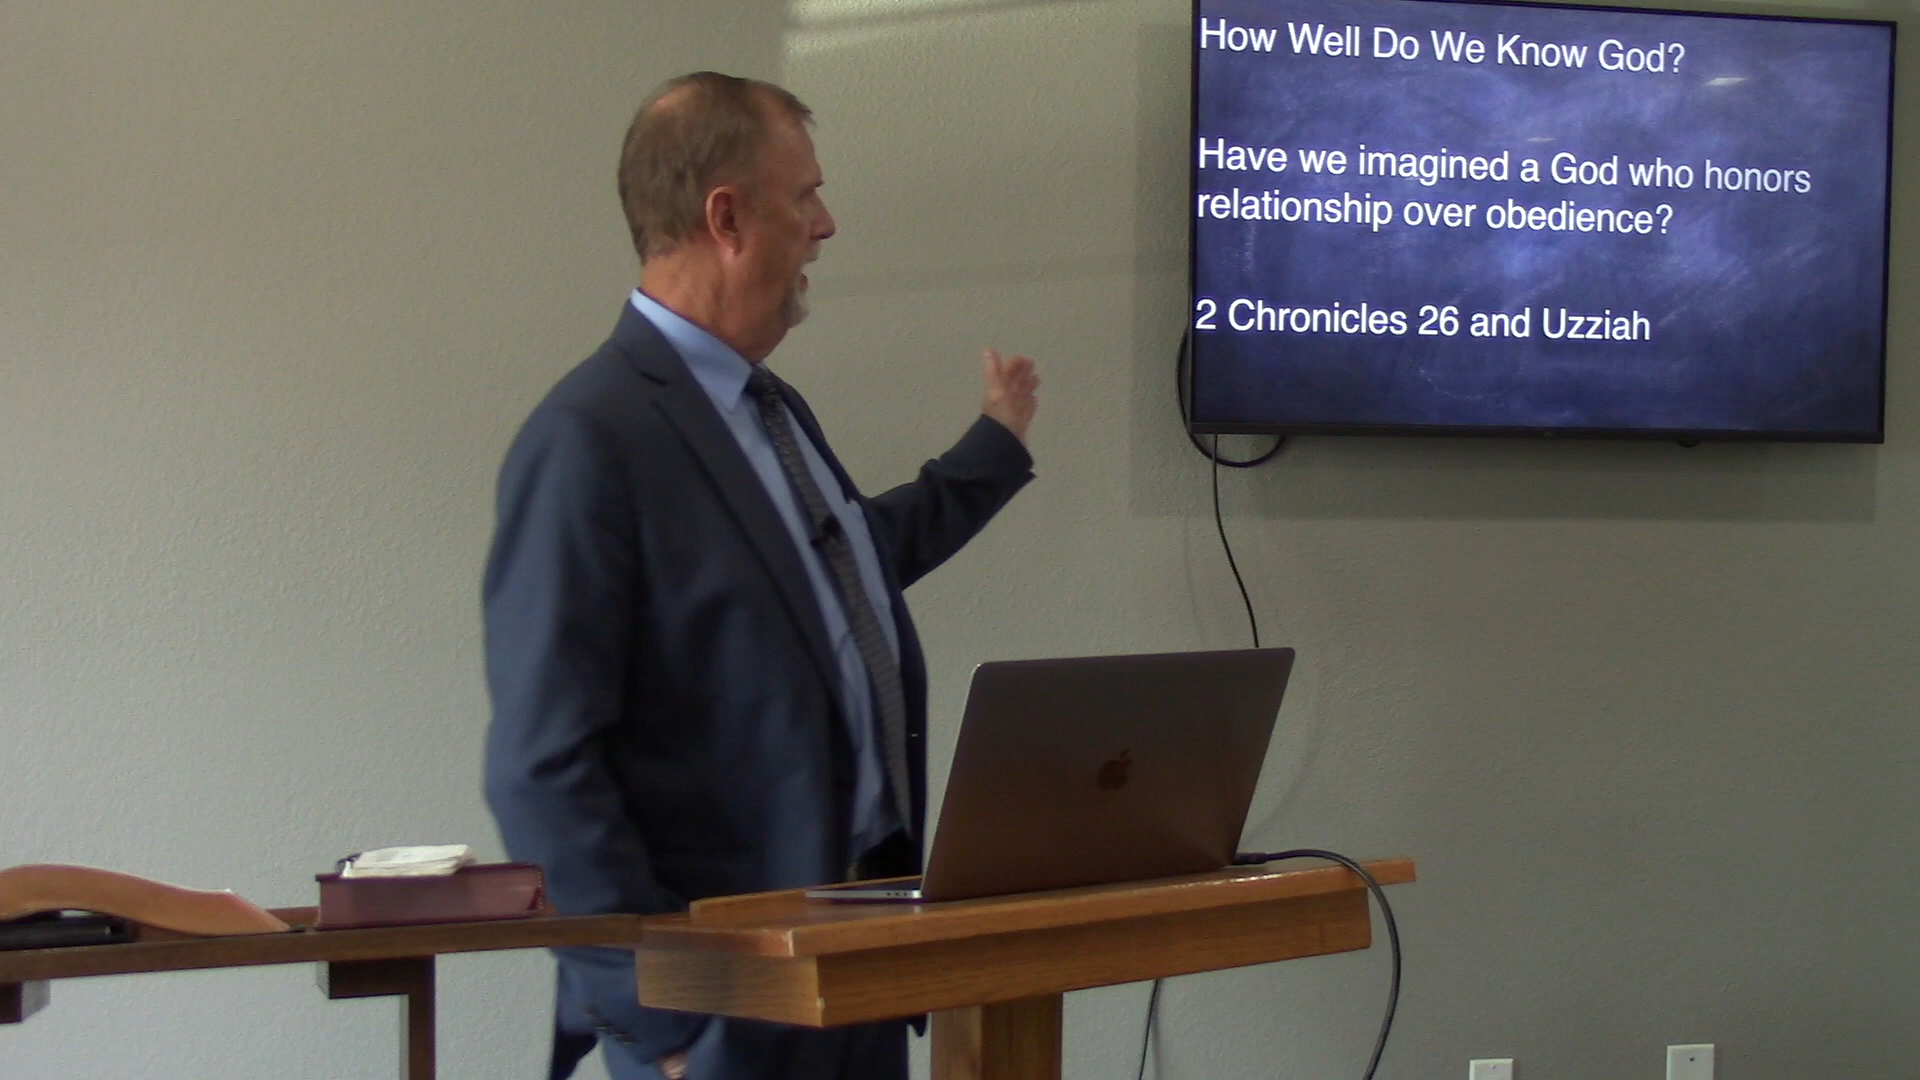 How Well Do We Know God?
Have we imagined a God who honors
relationship over obedience?
2 Chronicles 26 and Uzziah